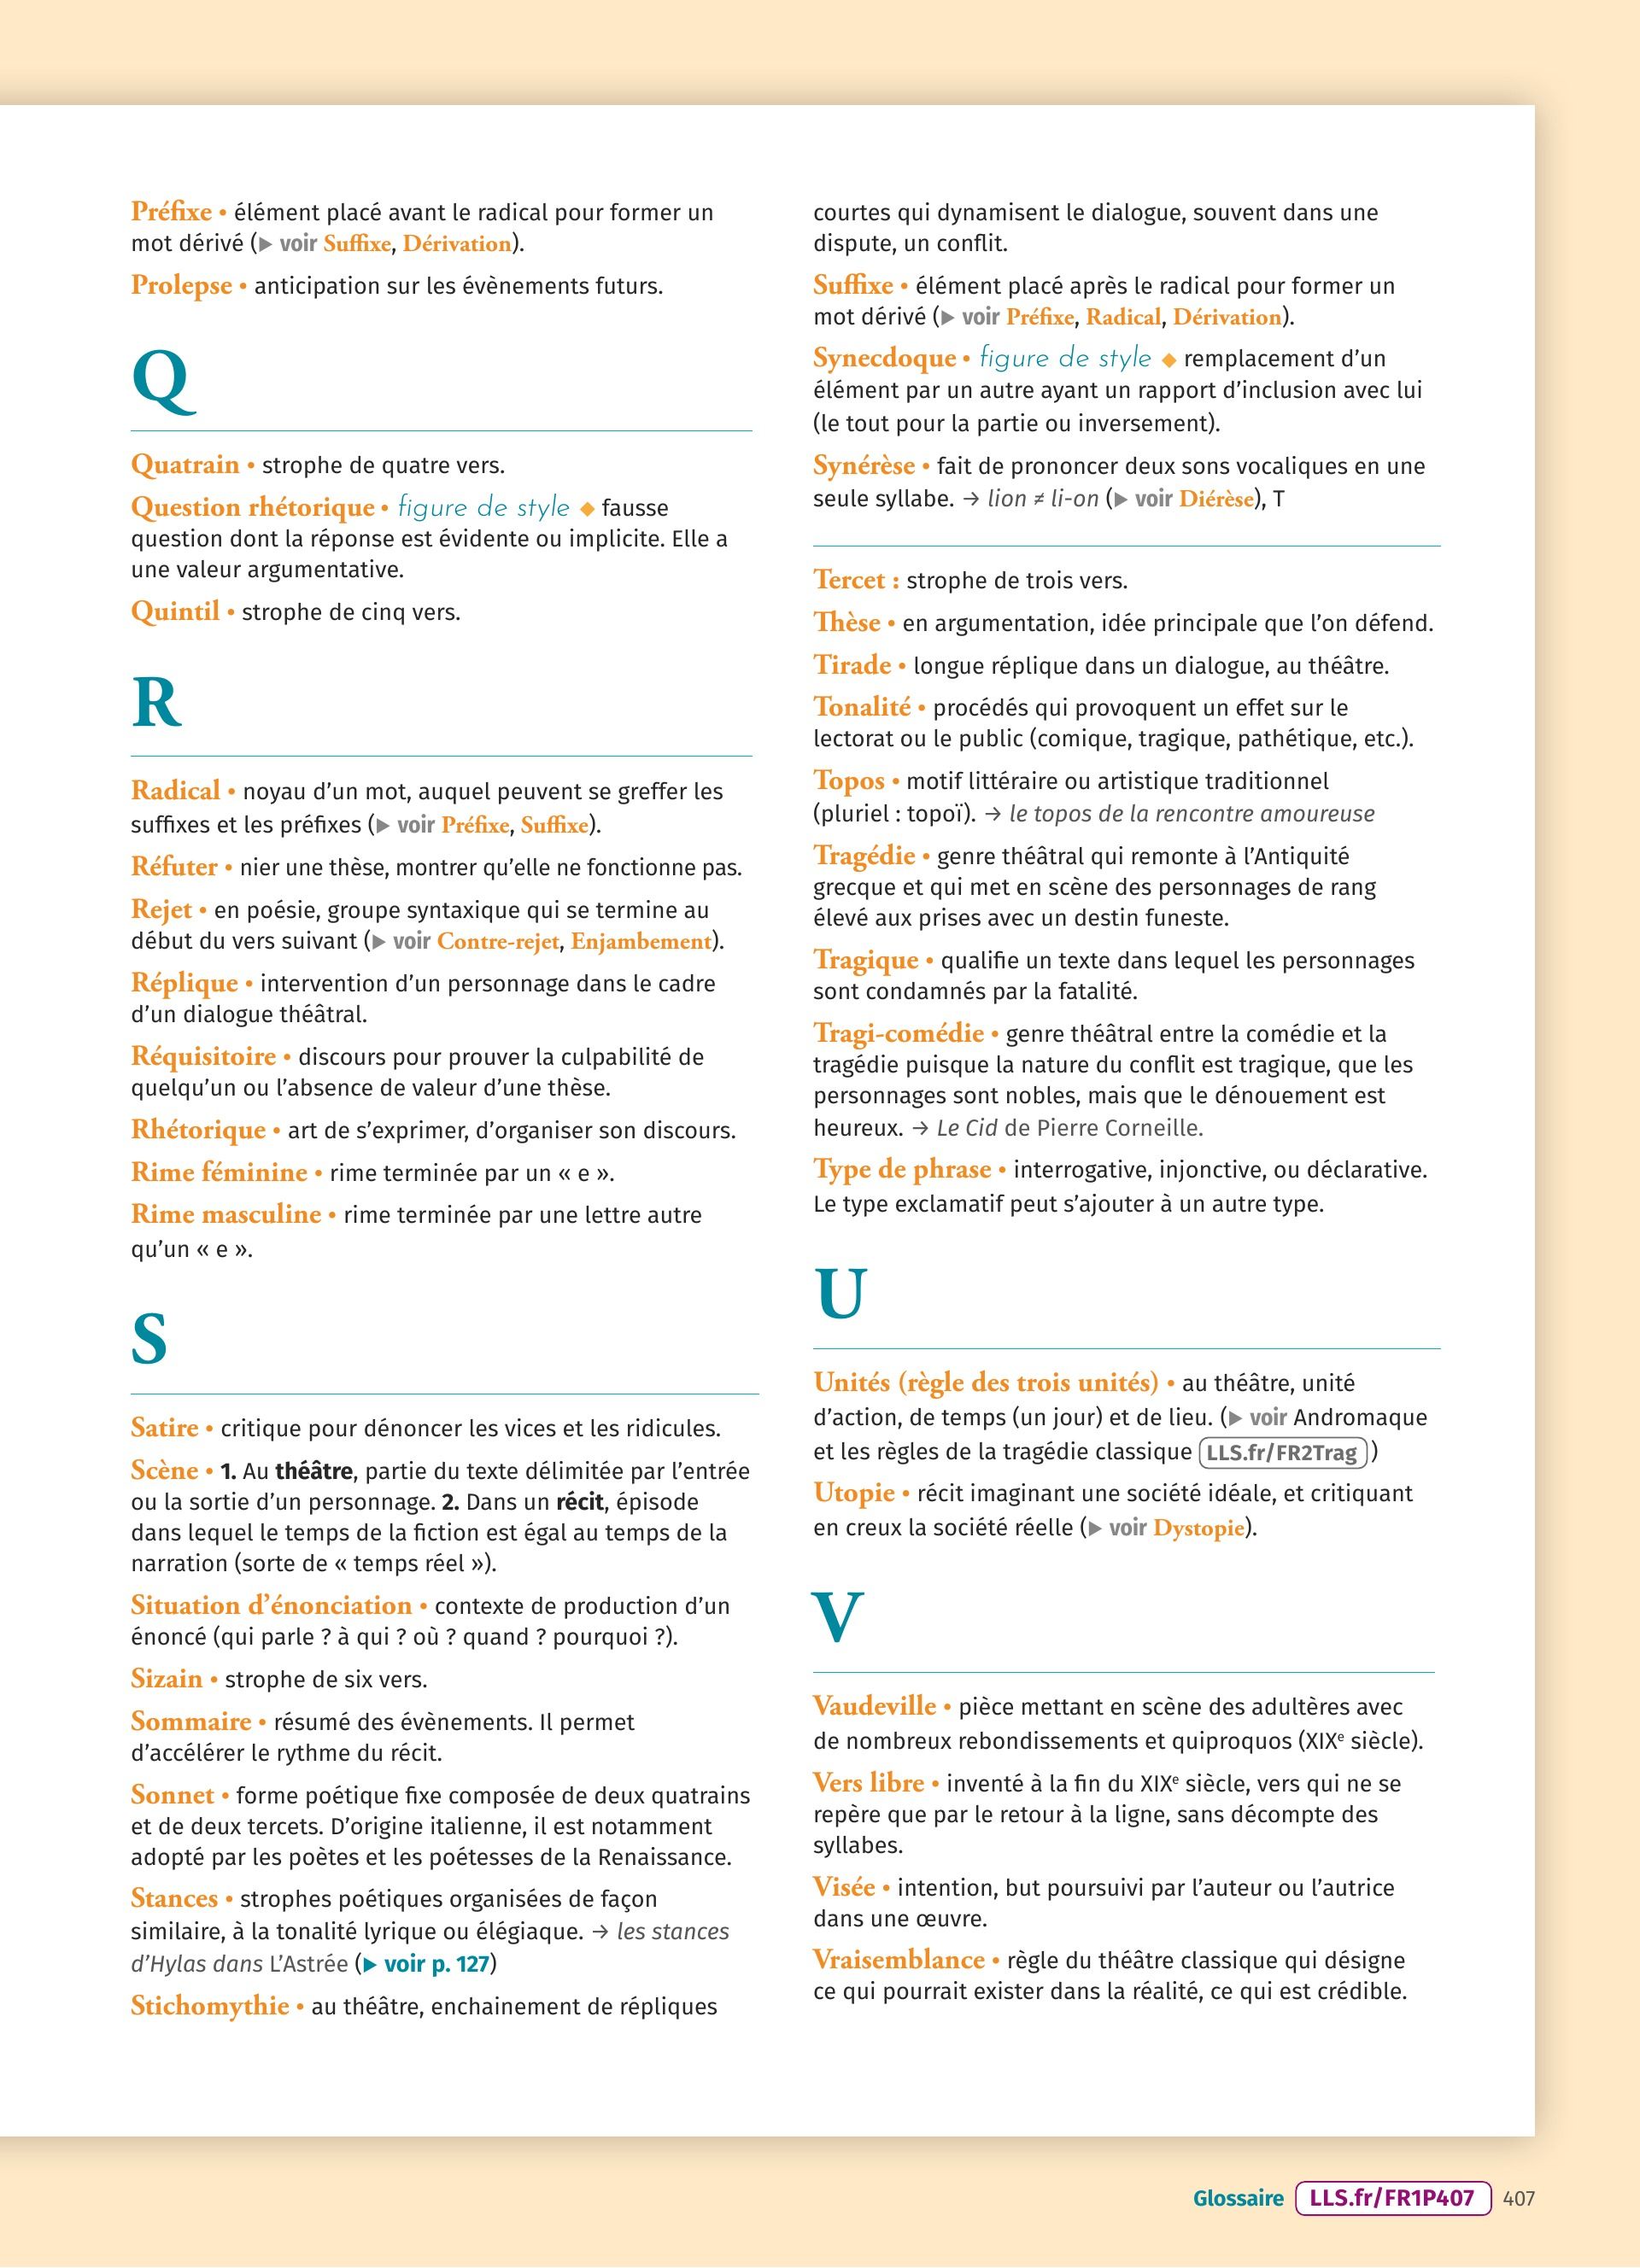 Préfixe • élément placé avant le radical pour former un
mot dérivé (▶ voir Suffixe, Dérivation).
Prolepse • anticipation sur les évènements futurs.
Q
Quatrain • strophe de quatre vers.
Question rhétorique • figure de style ◆ fausse
question dont la réponse est évidente ou implicite. Elle a
une valeur argumentative.
Quintil • strophe de cinq vers.
R
Radical • noyau d’un mot, auquel peuvent se greffer les
suffixes et les préfixes (▶ voir Préfixe, Suffixe).
Réfuter • nier une thèse, montrer qu’elle ne fonctionne pas.
Rejet • en poésie, groupe syntaxique qui se termine au
début du vers suivant (▶ voir Contre-rejet, Enjambement).
Réplique • intervention d’un personnage dans le cadre
d’un dialogue théâtral.
Réquisitoire • discours pour prouver la culpabilité de
quelqu’un ou l’absence de valeur d’une thèse.
Rhétorique • art de s’exprimer, d’organiser son discours.
Rime féminine • rime terminée par un « e ».
Rime masculine • rime terminée par une lettre autre
qu’un « e ».
S
Satire • critique pour dénoncer les vices et les ridicules.
Scène • 1. Au théâtre, partie du texte délimitée par l’entrée
ou la sortie d’un personnage. 2. Dans un récit, épisode
dans lequel le temps de la fiction est égal au temps de la
narration (sorte de « temps réel »).
Situation d’énonciation • contexte de production d’un
énoncé (qui parle ? à qui ? où ? quand ? pourquoi ?).
Sizain • strophe de six vers.
Sommaire • résumé des évènements. Il permet
d’accélérer le rythme du récit.
Sonnet • forme poétique fixe composée de deux quatrains
et de deux tercets. D’origine italienne, il est notamment
adopté par les poètes et les poétesses de la Renaissance.
Stances • strophes poétiques organisées de façon
similaire, à la tonalité lyrique ou élégiaque. → les stances
d’Hylas dans L’Astrée (▶ voir p. 127)
Stichomythie • au théâtre, enchainement de répliques
courtes qui dynamisent le dialogue, souvent dans une
dispute, un conflit.
Suffixe • élément placé après le radical pour former un
mot dérivé (▶ voir Préfixe, Radical, Dérivation).
Synecdoque • figure de style ◆ remplacement d’un
élément par un autre ayant un rapport d’inclusion avec lui
(le tout pour la partie ou inversement).
Synérèse • fait de prononcer deux sons vocaliques en une
seule syllabe. → lion ≠ li-on (▶ voir Diérèse), T
Tercet : strophe de trois vers.
Thèse • en argumentation, idée principale que l’on défend.
Tirade • longue réplique dans un dialogue, au théâtre.
Tonalité • procédés qui provoquent un effet sur le
lectorat ou le public (comique, tragique, pathétique, etc.).
Topos • motif littéraire ou artistique traditionnel
(pluriel : topoï). → le topos de la rencontre amoureuse
Tragédie • genre théâtral qui remonte à l’Antiquité
grecque et qui met en scène des personnages de rang
élevé aux prises avec un destin funeste.
Tragique • qualifie un texte dans lequel les personnages
sont condamnés par la fatalité.
Tragi-comédie • genre théâtral entre la comédie et la
tragédie puisque la nature du conflit est tragique, que les
personnages sont nobles, mais que le dénouement est
heureux. → Le Cid de Pierre Corneille.
Type de phrase • interrogative, injonctive, ou déclarative.
Le type exclamatif peut s’ajouter à un autre type.
U
Unités (règle des trois unités) • au théâtre, unité
d’action, de temps (un jour) et de lieu. (▶ voir Andromaque
et les règles de la tragédie classique LLS.fr/FR2Trag )
Utopie • récit imaginant une société idéale, et critiquant
en creux la société réelle (▶ voir Dystopie).
V
Vaudeville • pièce mettant en scène des adultères avec
de nombreux rebondissements et quiproquos (XIXᵉ siècle).
Vers libre • inventé à la fin du XIXᵉ siècle, vers qui ne se
repère que par le retour à la ligne, sans décompte des
syllabes.
Visée • intention, but poursuivi par l’auteur ou l’autrice
dans une œuvre.
Vraisemblance • règle du théâtre classique qui désigne
ce qui pourrait exister dans la réalité, ce qui est crédible.
Glossaire LLS.fr/FR1P407 407